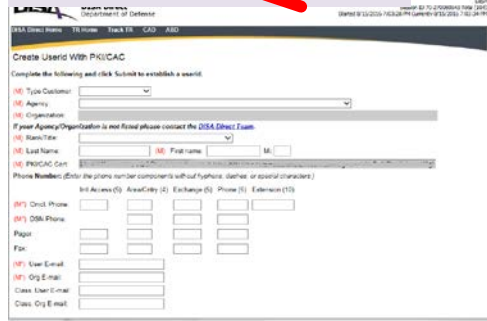 DISA Direct
Department of Defense
DISA Direct Home TR Home Track TR CAD ABD
Create Userid With PKI/CAC
Complete the following and click Submit to establish a userid.
(M) Type Customer:
(M) Agency:
(M) Organization:
If your Agency/Organization is not listed please contact the DISA Direct Team.
(M) Rank/Title:
(M) Last Name: (M) First name: MI:
(M) PKI/CAC Cert:
Phone Number: (Enter the phone number components without hyphens, dashes, or special characters.)
Intl Access (5) Area/Cntry (4) Exchange (5) Phone (5) Extension (10)
(M*) Cmcl. Phone:
(M*) DSN Phone:
Pager:
Fax:
(M*) User E-mail:
(M*) Org E-mail:
Class. User E-mail:
Class. Org E-mail: